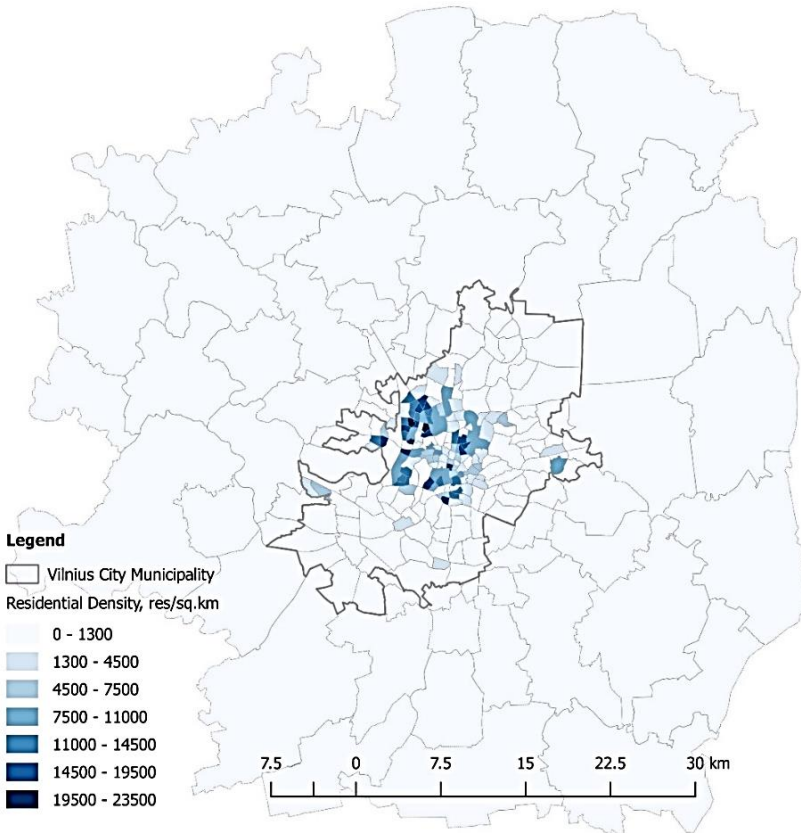 Legend
Vilnius City Municipality
Residential Density, res/sq.km
0 - 1300
1300 - 4500
4500 - 7500
7500 - 11000
11000 - 14500
14500 - 19500
19500 - 23500
7.5 0 7.5 15 22.5 30 km